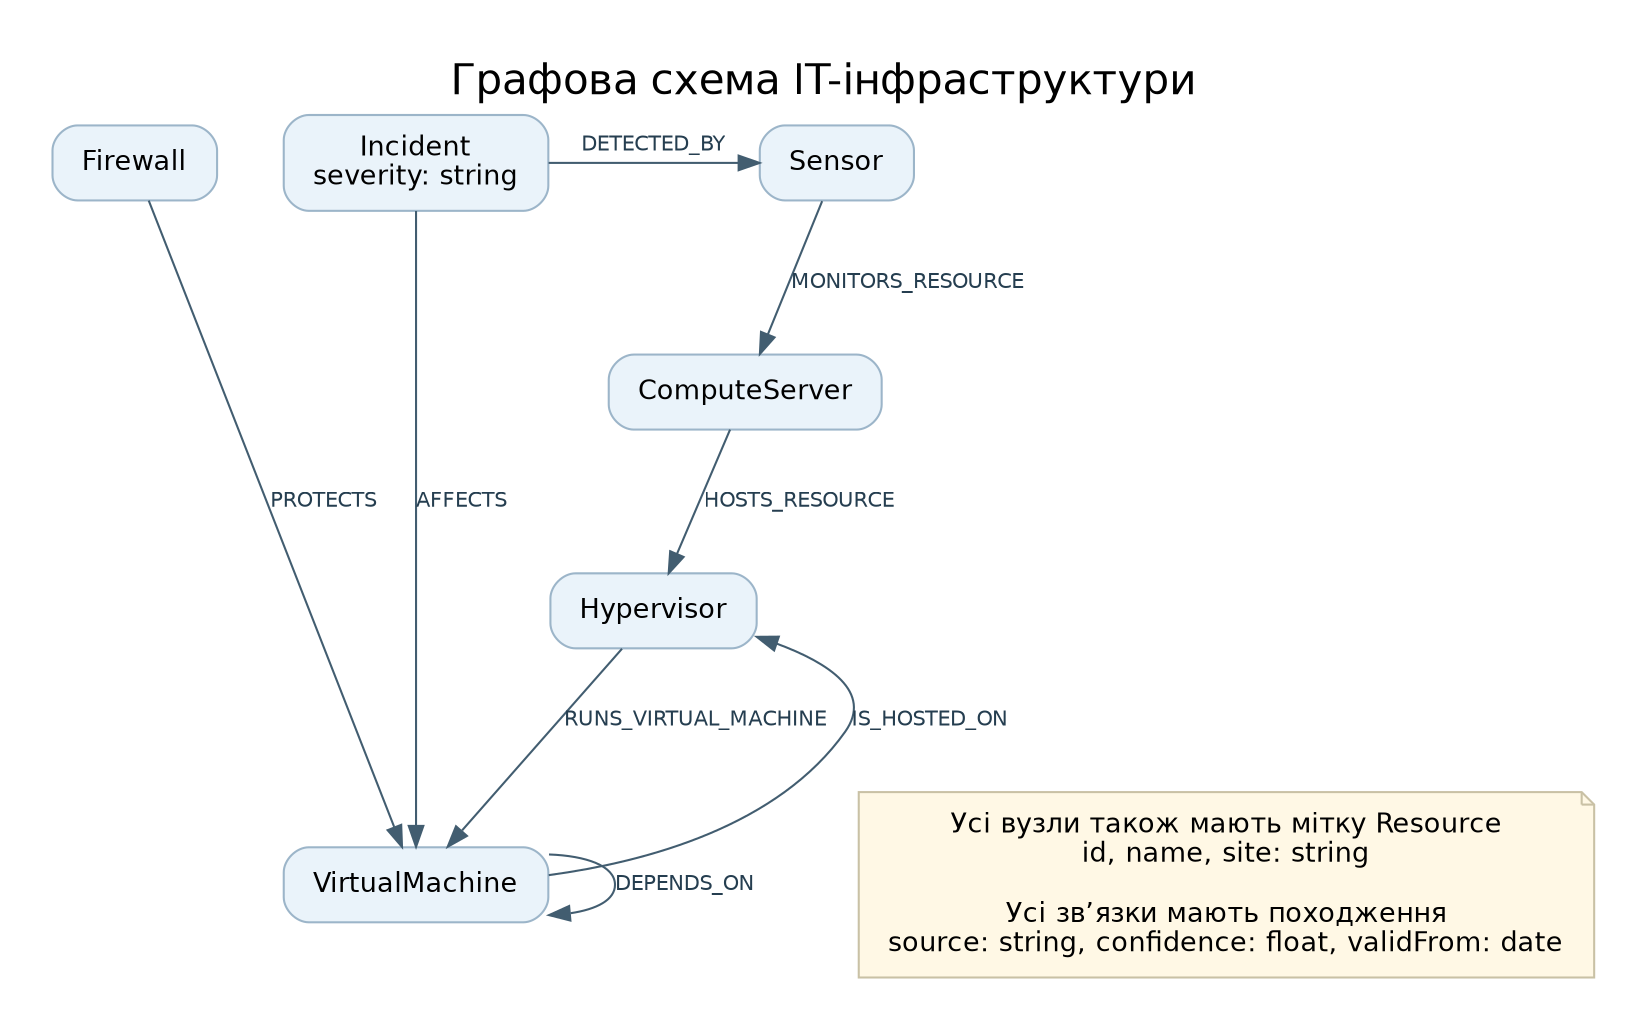 Графова схема ІТ-інфраструктури
Firewall
Incident
severity: string
DETECTED_BY
Sensor
MONITORS_RESOURCE
ComputeServer
PROTECTS
AFFECTS
HOSTS_RESOURCE
Hypervisor
RUNS_VIRTUAL_MACHINE
IS_HOSTED_ON
VirtualMachine
DEPENDS_ON
Усі вузли також мають мітку Resource
id, name, site: string
Усі зв’язки мають походження
source: string, confidence: float, validFrom: date